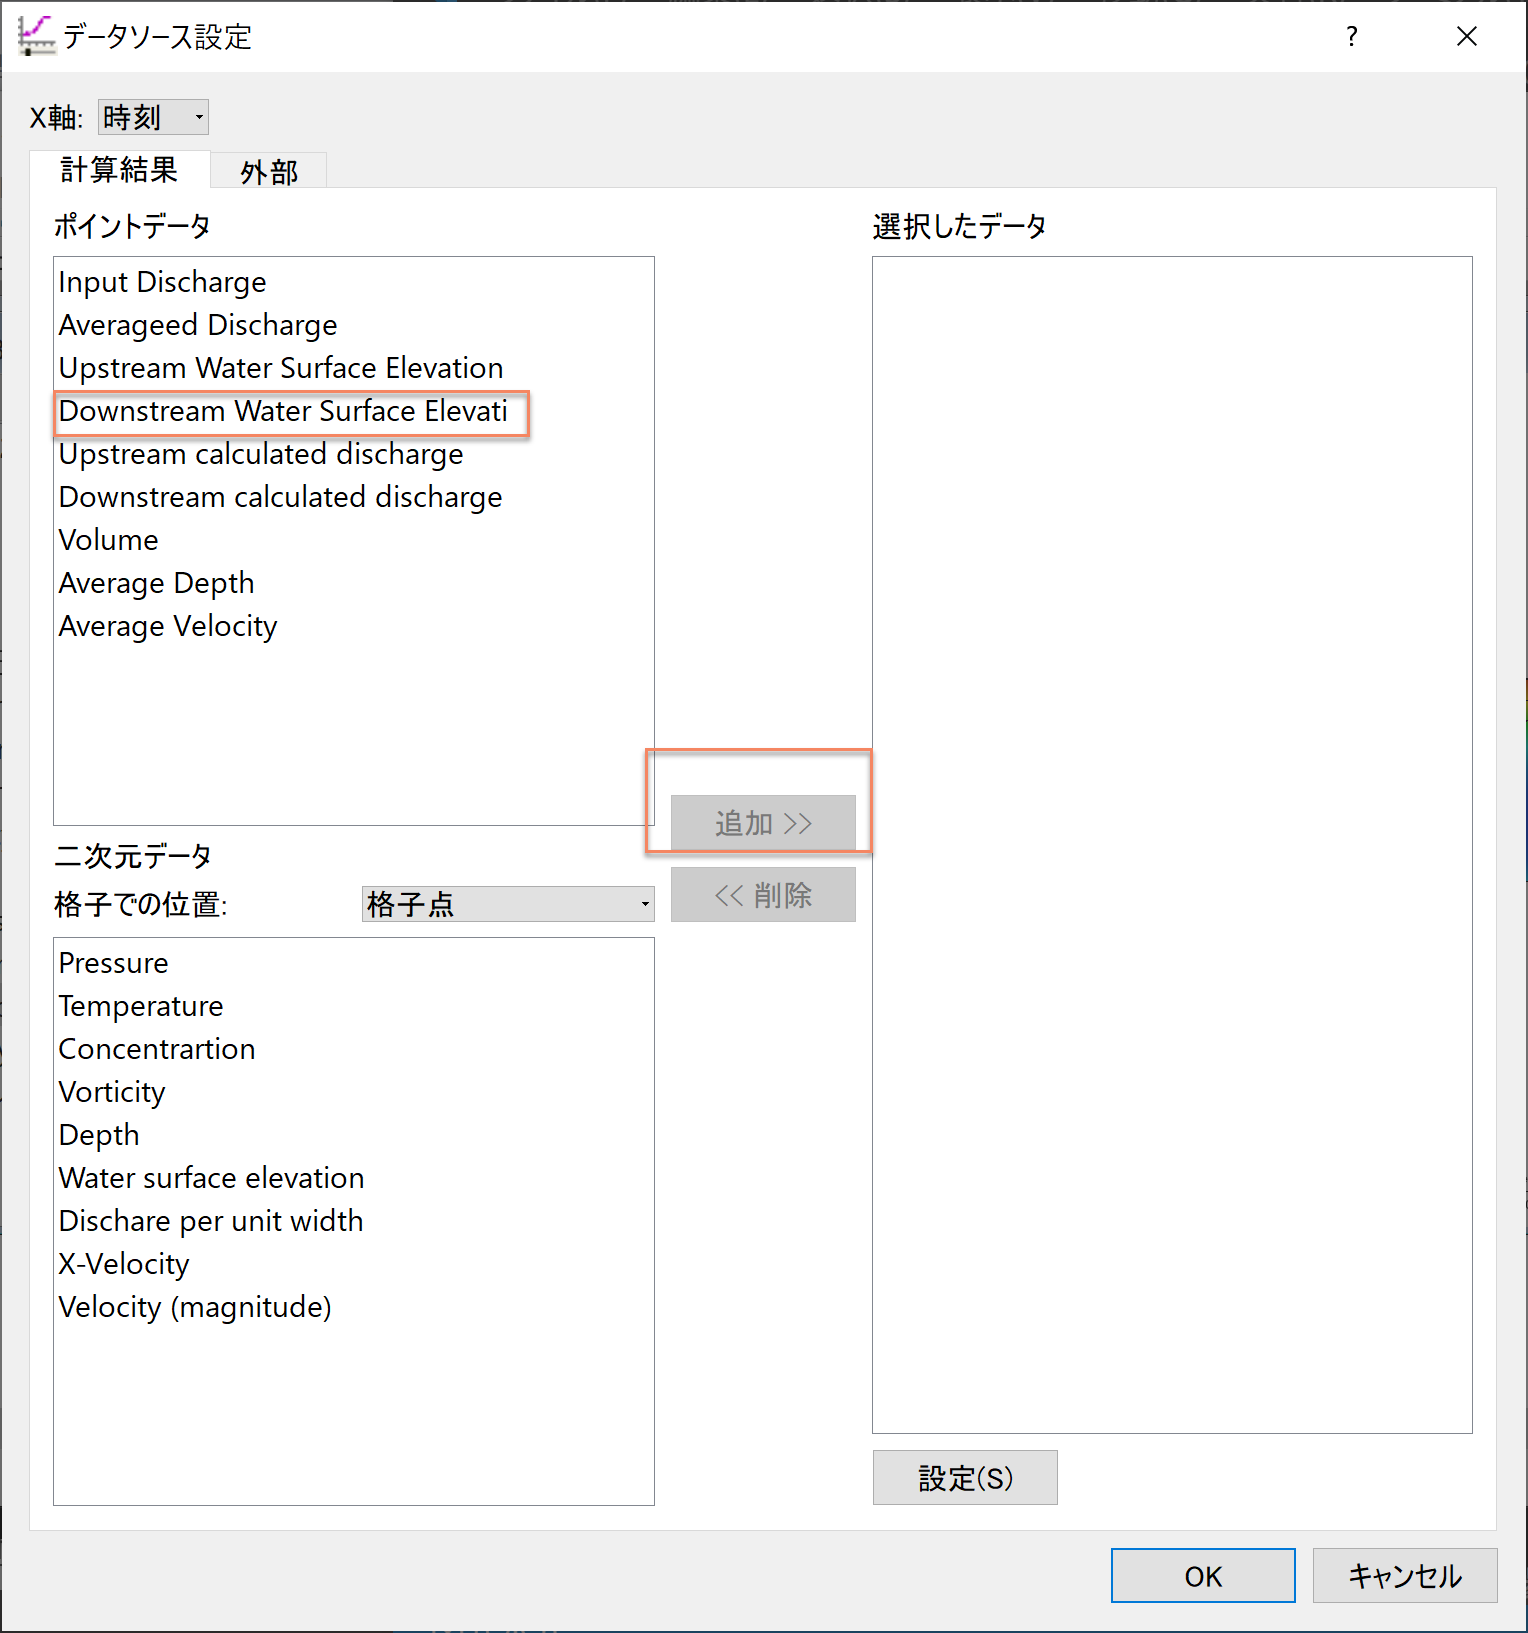 データソース設定
?
X軸: 時刻
計算結果 外部
ポイントデータ
Input Discharge
Averageed Discharge
Upstream Water Surface Elevation
Downstream Water Surface Elevati
Upstream calculated discharge
Downstream calculated discharge
Volume
Average Depth
Average Velocity
二次元データ
格子での位置: 格子点
Pressure
Temperature
Concentrartion
Vorticity
Depth
Water surface elevation
Dischare per unit width
X-Velocity
Velocity (magnitude)
追加 >>
<< 削除
選択したデータ
設定(S)
OK キャンセル